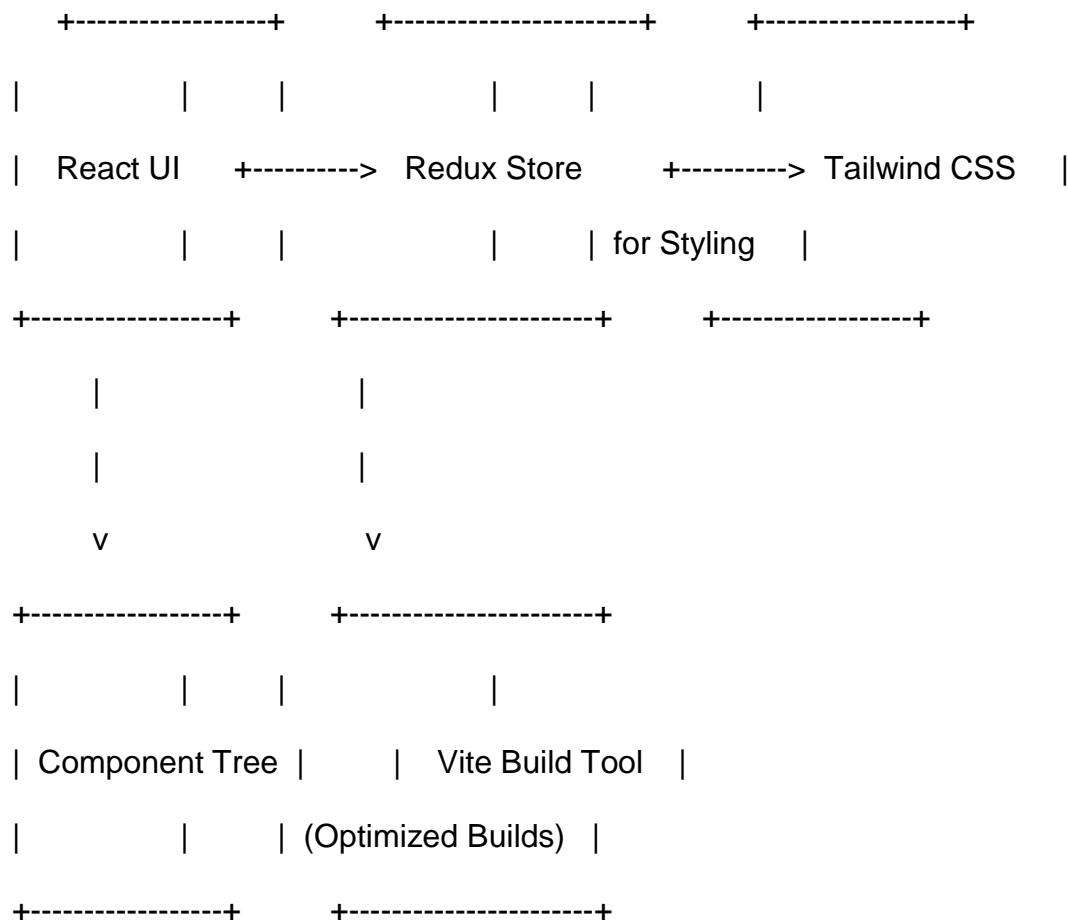 +------------------+ +-----------------------+ +------------------+
| | | | | |
| React UI +----------> Redux Store +----------> Tailwind CSS |
| | | | | for Styling |
+------------------+ +-----------------------+ +------------------+
| |
| |
v v
+------------------+ +-----------------------+
| | | |
| Component Tree | | Vite Build Tool |
| | | (Optimized Builds) |
+------------------+ +-----------------------+